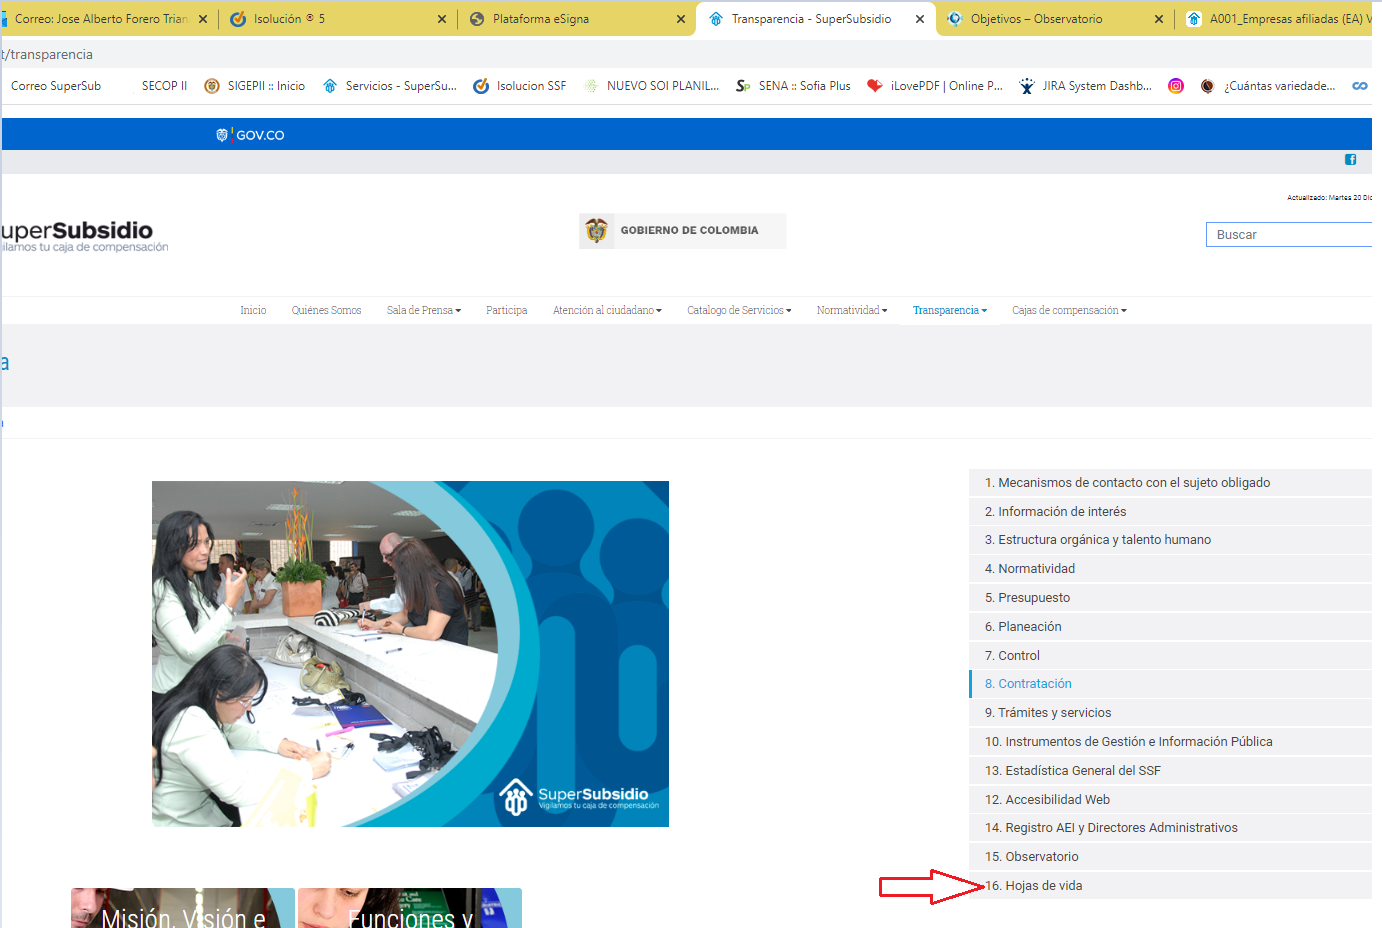 Correo: Jose Alberto Forero Trian
Isolución ® 5
Plataforma eSigna
Transparencia - SuperSubsidio
Objetivos – Observatorio
A001_Empresas afiliadas (EA) V
t/transparencia
Correo SuperSub
SECOP II
SIGEPII :: Inicio
Servicios - SuperSu...
Isolucion SSF
NUEVO SOI PLANIL...
SENA :: Sofia Plus
iLovePDF | Online P...
JIRA System Dashb...
¿Cuántas variedade...
GOV.CO
Actualizado: Martes 20 Dic
uperSubsidio
ilamos tu caja de compensación
GOBIERNO DE COLOMBIA
Buscar
Inicio
Quiénes Somos
Sala de Prensa
Participa
Atención al ciudadano
Catalogo de Servicios
Normatividad
Transparencia
Cajas de compensación
a
1. Mecanismos de contacto con el sujeto obligado
2. Información de interés
3. Estructura orgánica y talento humano
4. Normatividad
5. Presupuesto
6. Planeación
7. Control
8. Contratación
9. Trámites y servicios
10. Instrumentos de Gestión e Información Pública
13. Estadística General del SSF
12. Accesibilidad Web
14. Registro AEI y Directores Administrativos
15. Observatorio
16. Hojas de vida
SuperSubsidio
Vigilamos tu caja de compensación
Misión, Visión e
Funciones y